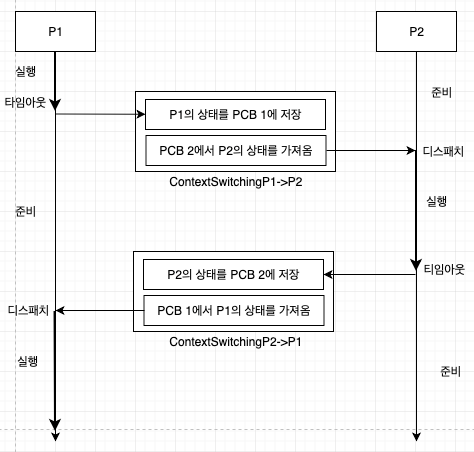 P1
P2
실행
준비
타임아웃
P1의 상태를 PCB 1에 저장
PCB 2에서 P2의 상태를 가져옴
디스패치
ContextSwitchingP1->P2
실행
준비
P2의 상태를 PCB 2에 저장
티임아웃
PCB 1에서 P1의 상태를 가져옴
디스패치
ContextSwitchingP2->P1
실행
준비